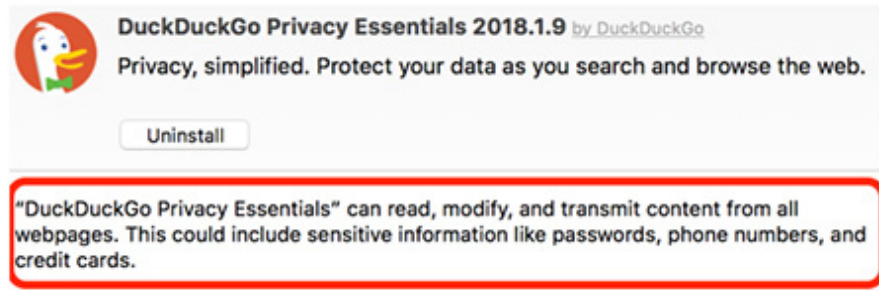 DuckDuckGo Privacy Essentials 2018.1.9 by DuckDuckGo
Privacy, simplified. Protect your data as you search and browse the web.
Uninstall
“DuckDuckGo Privacy Essentials” can read, modify, and transmit content from all
webpages. This could include sensitive information like passwords, phone numbers, and
credit cards.